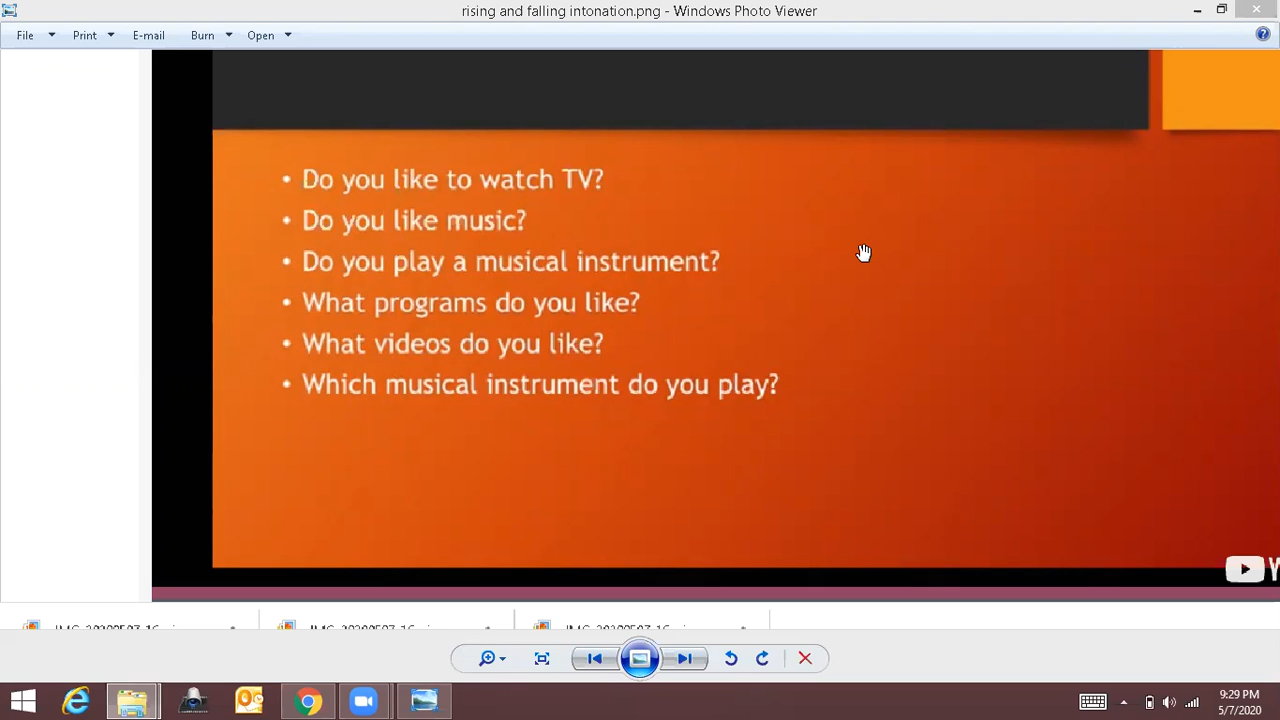 rising and falling intonation.png - Windows Photo Viewer
File Print E-mail Burn Open
• Do you like to watch TV?
• Do you like music?
• Do you play a musical instrument?
• What programs do you like?
• What videos do you like?
• Which musical instrument do you play?
9:29 PM
5/7/2020